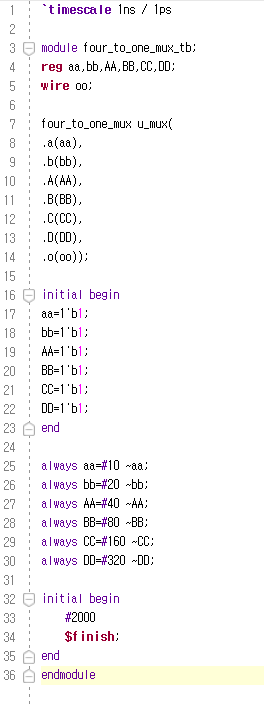 1 `timescale 1ns / 1ps
2
3 module four_to_one_mux_tb;
4 reg aa,bb,AA,BB,CC,DD;
5 wire oo;
6
7 four_to_one_mux u_mux(
8 .a(aa),
9 .b(bb),
10 .A(AA),
11 .B(BB),
12 .C(CC),
13 .D(DD),
14 .o(oo));
15
16 initial begin
17 aa=1'b1;
18 bb=1'b1;
19 AA=1'b1;
20 BB=1'b1;
21 CC=1'b1;
22 DD=1'b1;
23 end
24
25 always aa=#10 ~aa;
26 always bb=#20 ~bb;
27 always AA=#40 ~AA;
28 always BB=#80 ~BB;
29 always CC=#160 ~CC;
30 always DD=#320 ~DD;
31
32 initial begin
33 #2000
34 $finish;
35 end
36 endmodule